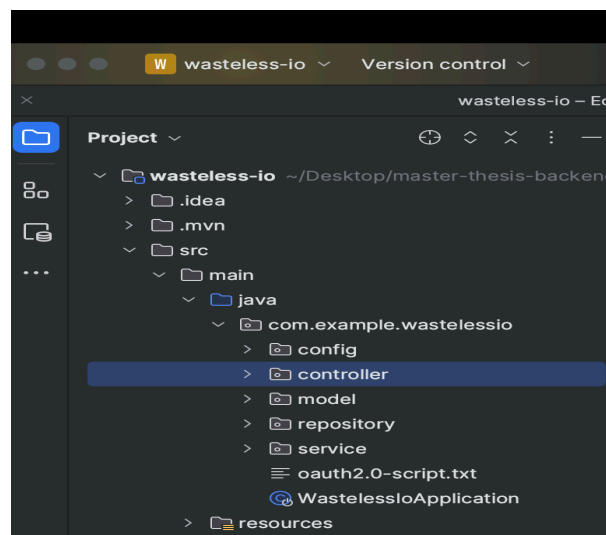 W wasteless-io Version control
wasteless-io – Ed
Project
wasteless-io ~/Desktop/master-thesis-backen
.idea
.mvn
src
main
java
com.example.wastelessio
config
controller
model
repository
service
oauth2.0-script.txt
WastelessIoApplication
resources